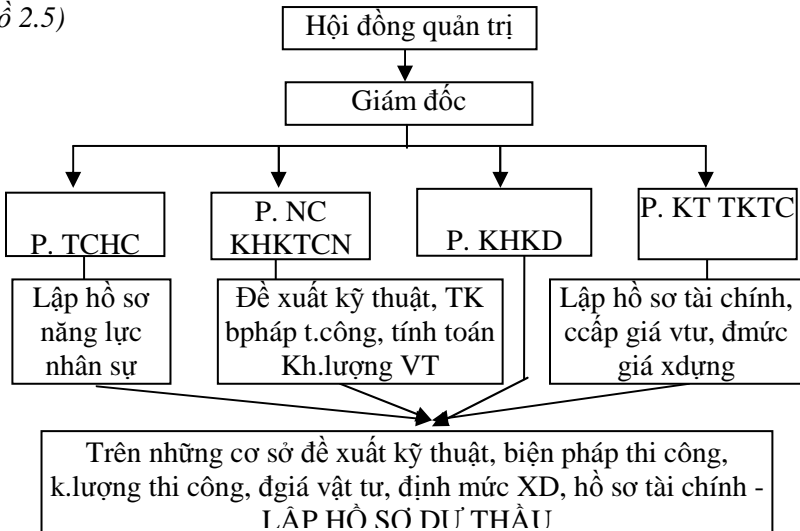 ồ 2.5)
Hội đồng quản trị
Giám đốc
P. TCHC
P. NC
KHKTCN
P. KHKD
P. KT TKTC
Lập hồ sơ
năng lực
nhân sự
Đề xuất kỹ thuật, TK
bpháp t.công, tính toán
Kh.lượng VT
Lập hồ sơ tài chính,
ccấp giá vtư, đmức
giá xdựng
Trên những cơ sở đề xuất kỹ thuật, biện pháp thi công,
k.lượng thi công, đgiá vật tư, định mức XD, hồ sơ tài chính -
LẬP HỒ SƠ DỰ THẦU